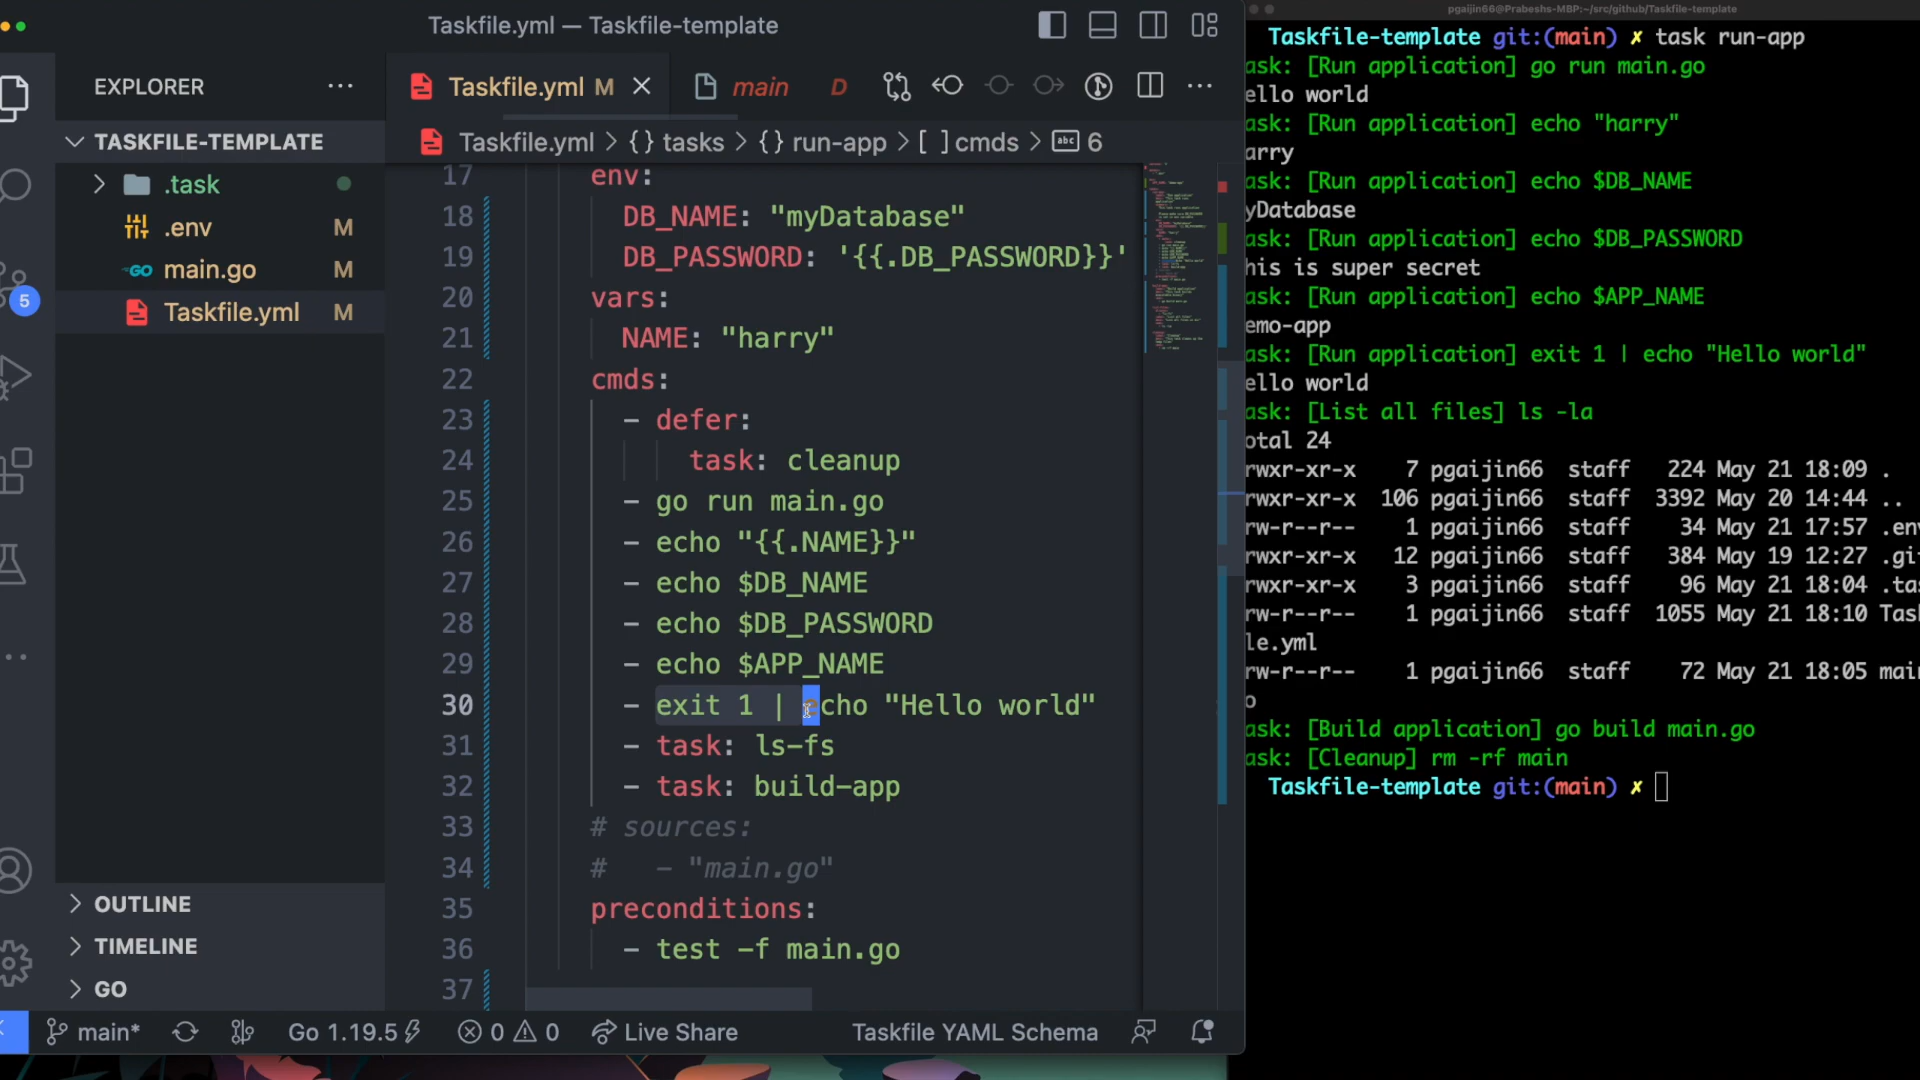 Taskfile.yml — Taskfile-template
EXPLORER
TASKFILE-TEMPLATE
.task
.env M
main.go M
Taskfile.yml M
5
OUTLINE
TIMELINE
GO
Taskfile.yml M
main D
Taskfile.yml > {} tasks > {} run-app > [ ] cmds > abc 6
17 env:
18 DB_NAME: "myDatabase"
19 DB_PASSWORD: '{{.DB_PASSWORD}}'
20 vars:
21 NAME: "harry"
22 cmds:
23 - defer:
24 task: cleanup
25 - go run main.go
26 - echo "{{.NAME}}"
27 - echo $DB_NAME
28 - echo $DB_PASSWORD
29 - echo $APP_NAME
30 - exit 1 | echo "Hello world"
31 - task: ls-fs
32 - task: build-app
33 # sources:
34 # - "main.go"
35 preconditions:
36 - test -f main.go
37
main* Go 1.19.5 0 0 Live Share Taskfile YAML Schema
pgaijin66@Prabeshs-MBP:~/src/github/Taskfile-template
Taskfile-template git:(main) ✗ task run-app
ask: [Run application] go run main.go
ello world
ask: [Run application] echo "harry"
arry
ask: [Run application] echo $DB_NAME
yDatabase
ask: [Run application] echo $DB_PASSWORD
his is super secret
ask: [Run application] echo $APP_NAME
emo-app
ask: [Run application] exit 1 | echo "Hello world"
ello world
ask: [List all files] ls -la
otal 24
rwxr-xr-x 7 pgaijin66 staff 224 May 21 18:09 .
rwxr-xr-x 106 pgaijin66 staff 3392 May 20 14:44 ..
rw-r--r-- 1 pgaijin66 staff 34 May 21 17:57 .env
rwxr-xr-x 12 pgaijin66 staff 384 May 19 12:27 .gi
rwxr-xr-x 3 pgaijin66 staff 96 May 21 18:04 .ta
rw-r--r-- 1 pgaijin66 staff 1055 May 21 18:10 Task
le.yml
rw-r--r-- 1 pgaijin66 staff 72 May 21 18:05 main
o
ask: [Build application] go build main.go
ask: [Cleanup] rm -rf main
Taskfile-template git:(main) ✗